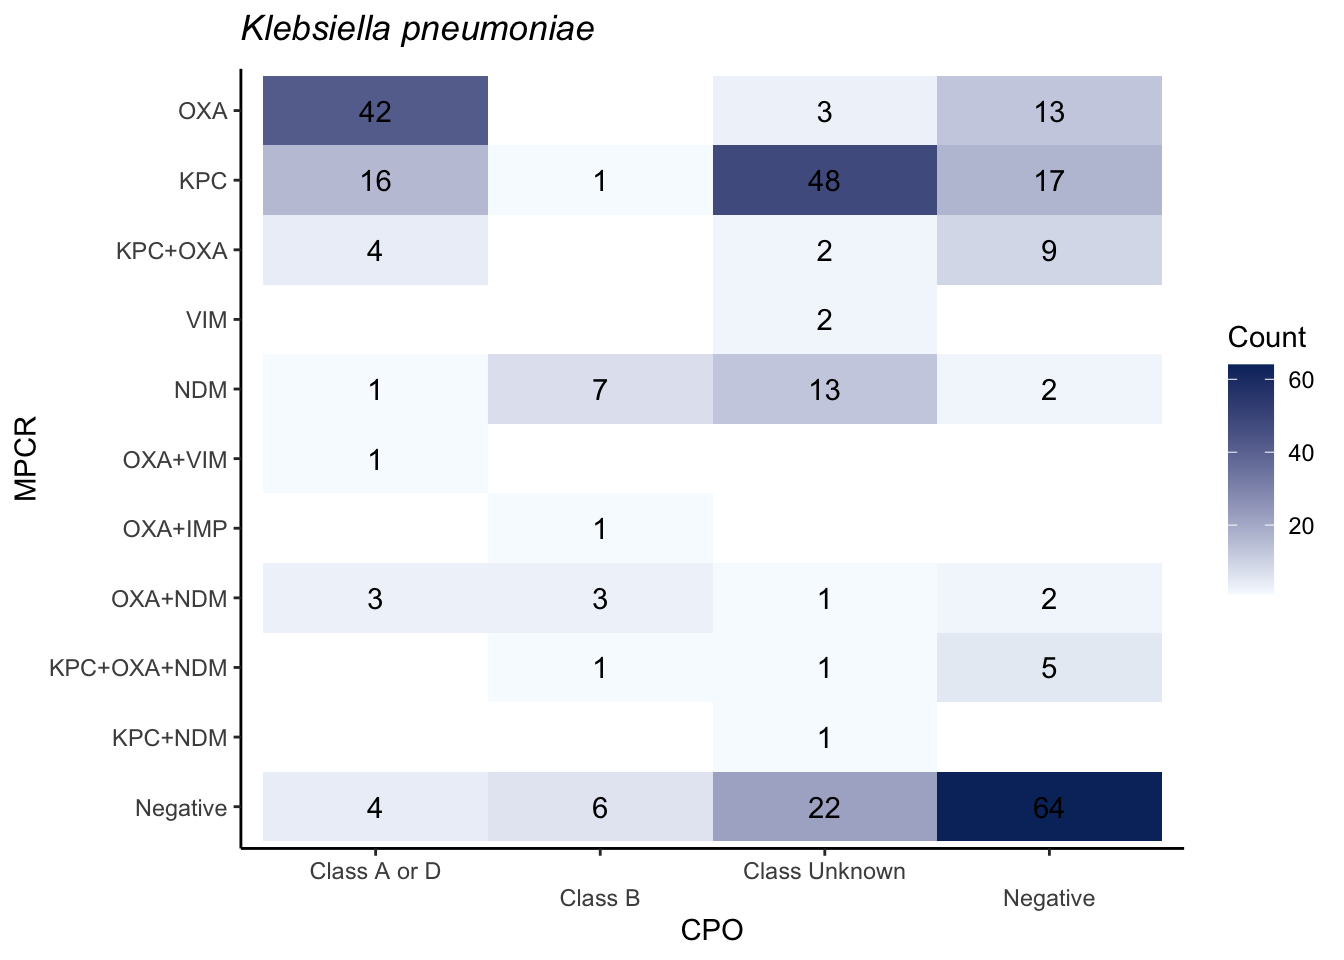 Klebsiella pneumoniae
OXA 42 3 13
KPC 16 1 48 17
KPC+OXA 4 2 9
VIM 2
NDM 1 7 13 2
OXA+VIM 1
OXA+IMP 1
OXA+NDM 3 3 1 2
KPC+OXA+NDM 1 1 5
KPC+NDM 1
Negative 4 6 22 64
MPCR
Class A or D
Class B
Class Unknown
Negative
CPO
Count
60
40
20